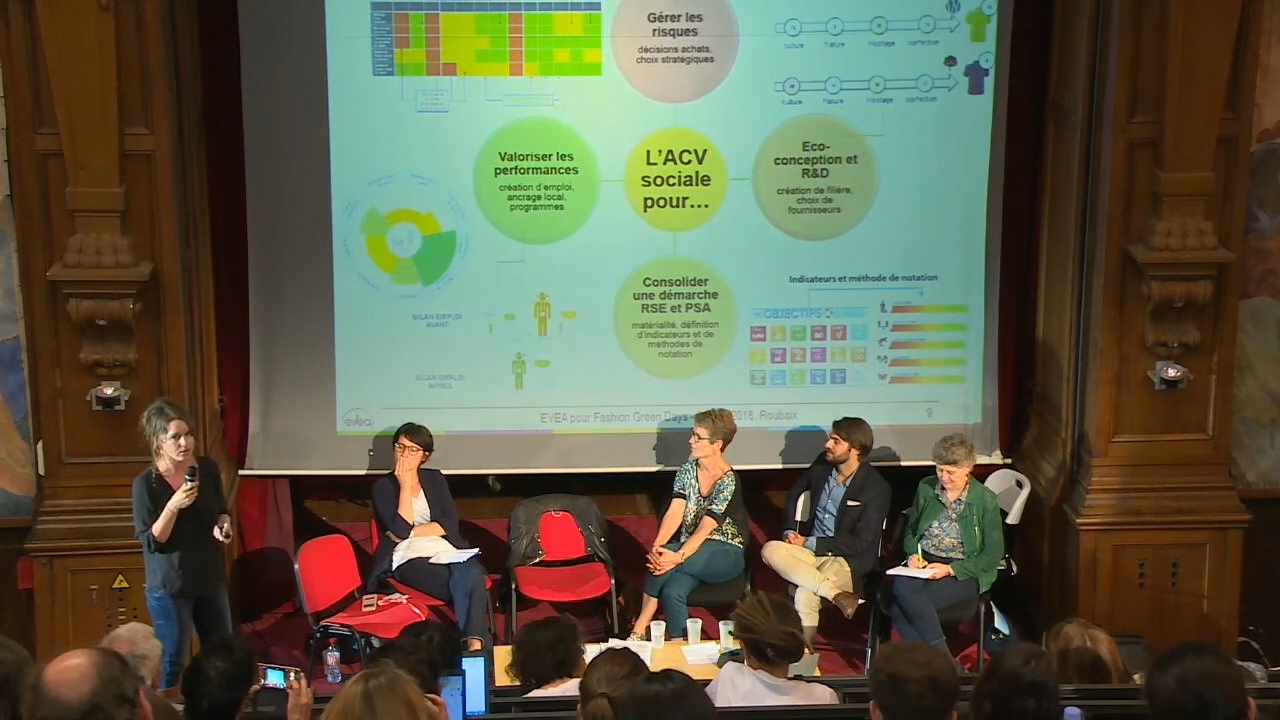 Gérer les
risques
décisions achats,
choix stratégiques
culture
filature
tricotage
confection
culture
filature
tricotage
confection
Valoriser les
performances
création d'emploi,
ancrage local,
programmes
L'ACV
sociale
pour...
Eco-
conception et
R&D
création de filière,
choix de
fournisseurs
Consolider
une démarche
RSE et PSA
matérialité, définition
d'indicateurs et de
méthodes de
notation
Indicateurs et méthode de notation
OBJECTIFS
BILAN EMPLOI
AVANT
BILAN EMPLOI
APRÈS
evea
EVEA pour Fashion Green Days
2018, Roubaix
9